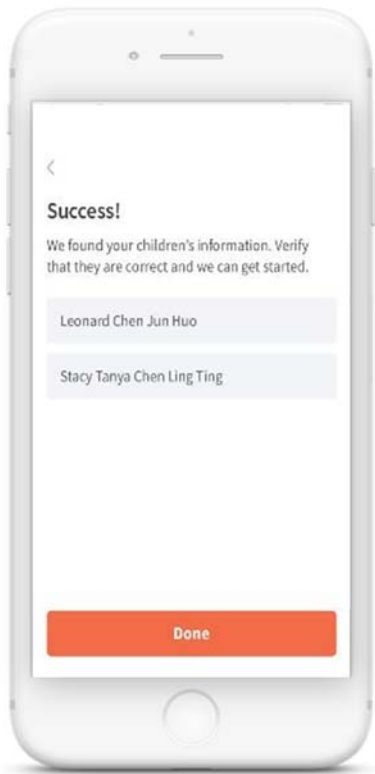 Success!
We found your children's information. Verify
that they are correct and we can get started.
Leonard Chen Jun Huo
Stacy Tanya Chen Ling Ting
Done